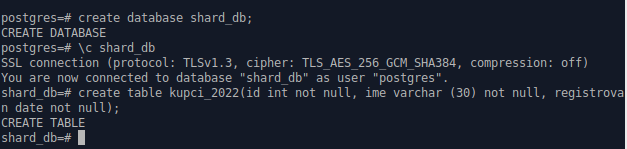 postgres=# create database shard_db;
CREATE DATABASE
postgres=# \c shard_db
SSL connection (protocol: TLSv1.3, cipher: TLS_AES_256_GCM_SHA384, compression: off)
You are now connected to database "shard_db" as user "postgres".
shard_db=# create table kupci_2022(id int not null, ime varchar (30) not null, registrova
n date not null);
CREATE TABLE
shard_db=#